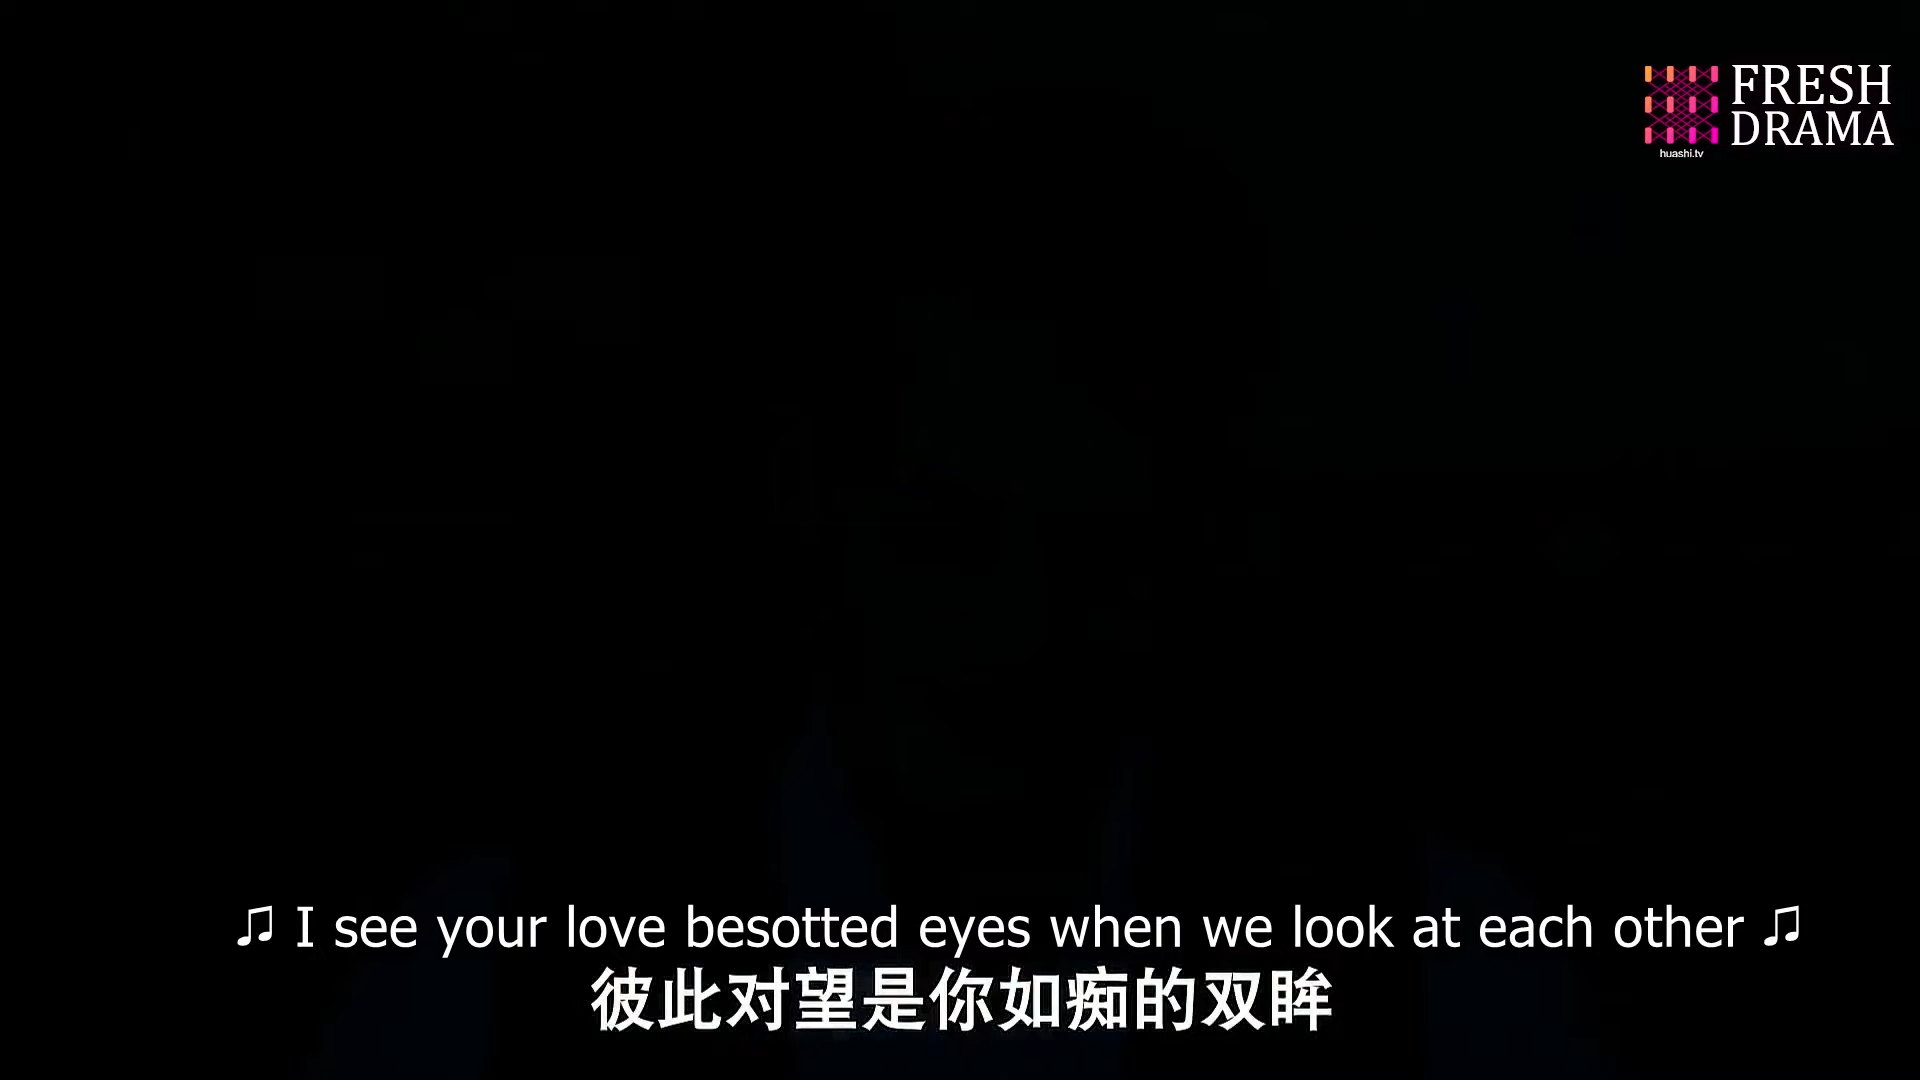 FRESH
DRAMA
huashi.tv
♫ I see your love besotted eyes when we look at each other ♫
彼此对望是你如痴的双眸